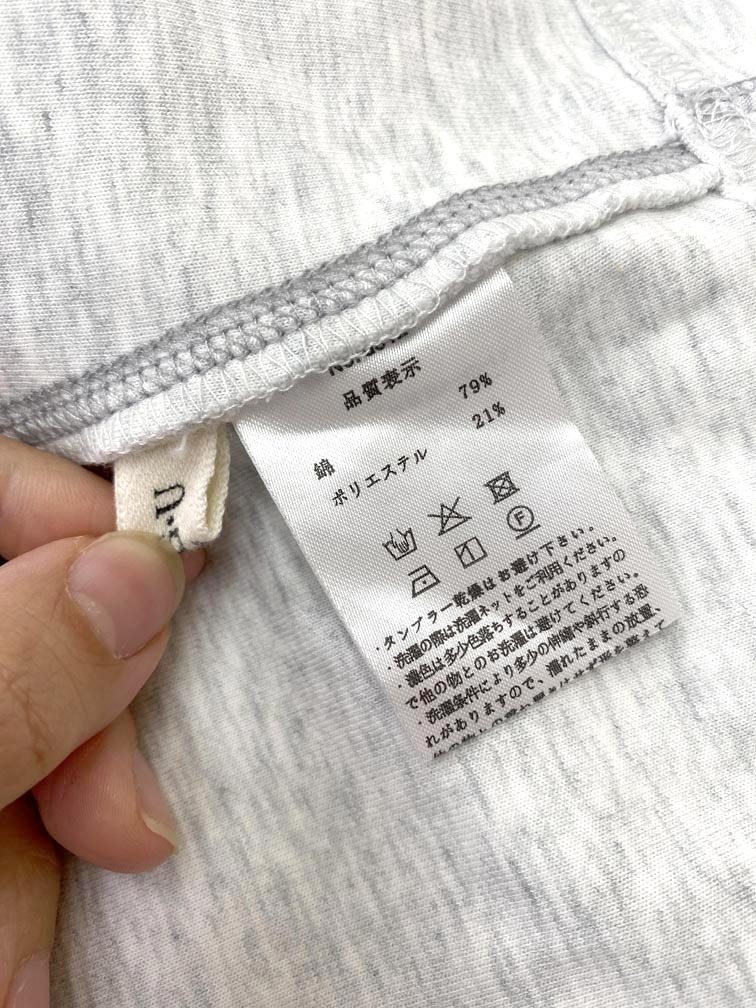 品質表示
綿 79%
ポリエステル 21%
F
・タンブラー乾燥はお避け下さい。
・洗濯の際は洗濯ネットをご利用ください。
・濃色は多少色落ちすることがありますの
で他の物とのお洗濯は避けてください。
・洗濯条件により多少の伸縮や斜行する恐
れがありますので、濡れたままの放置、